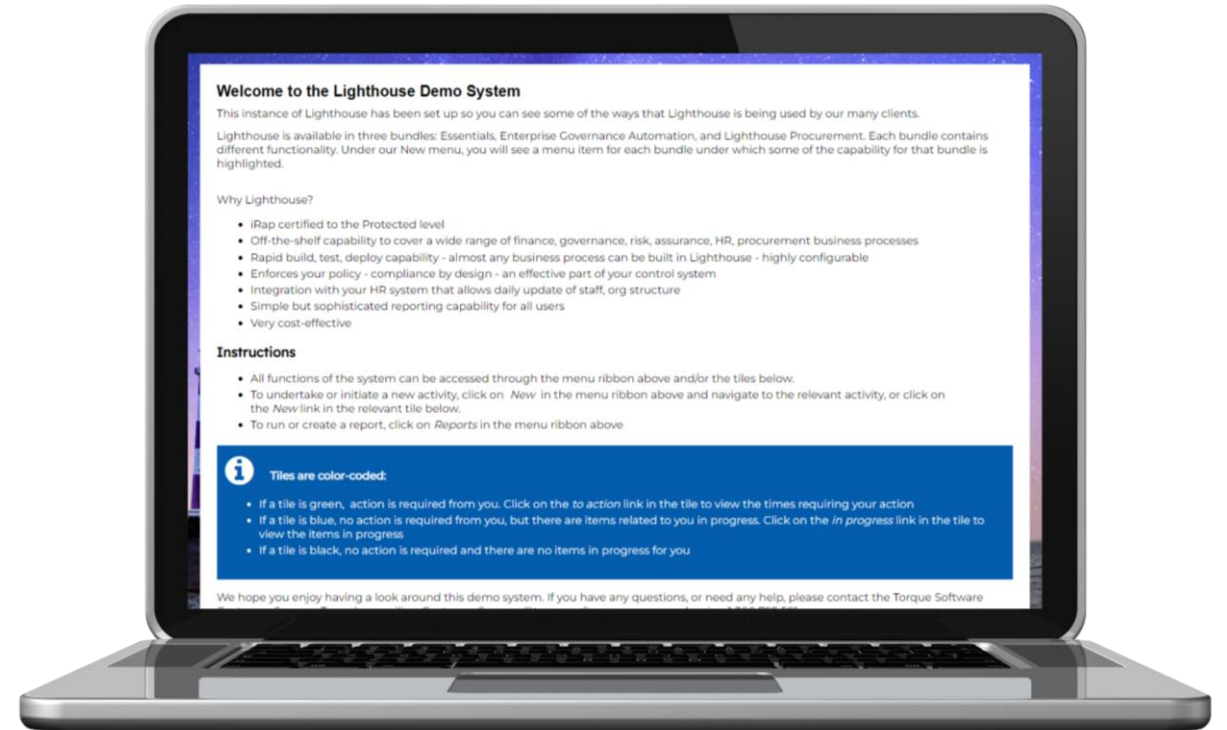 Welcome to the Lighthouse Demo System
This instance of Lighthouse has been set up so you can see some of the ways that Lighthouse is being used by our many clients.
Lighthouse is available in three bundles: Essentials, Enterprise Governance Automation, and Lighthouse Procurement. Each bundle contains
different functionality. Under our New menu, you will see a menu item for each bundle under which some of the capability for that bundle is
highlighted.
Why Lighthouse?
• iRap certified to the Protected level
• Off-the-shelf capability to cover a wide range of finance, governance, risk, assurance, HR, procurement business processes
• Rapid build, test, deploy capability - almost any business process can be built in Lighthouse - highly configurable
• Enforces your policy - compliance by design - an effective part of your control system
• Integration with your HR system that allows daily update of staff, org structure
• Simple but sophisticated reporting capability for all users
• Very cost-effective
Instructions
• All functions of the system can be accessed through the menu ribbon above and/or the tiles below.
• To undertake or initiate a new activity, click on New in the menu ribbon above and navigate to the relevant activity, or click on
the New link in the relevant tile below.
• To run or create a report, click on Reports in the menu ribbon above
Tiles are color-coded:
• If a tile is green, action is required from you. Click on the to action link in the tile to view the times requiring your action
• If a tile is blue, no action is required from you, but there are items related to you in progress. Click on the in progress link in the tile to
view the items in progress
• If a tile is black, no action is required and there are no items in progress for you
We hope you enjoy having a look around this demo system. If you have any questions, or need any help, please contact the Torque Software